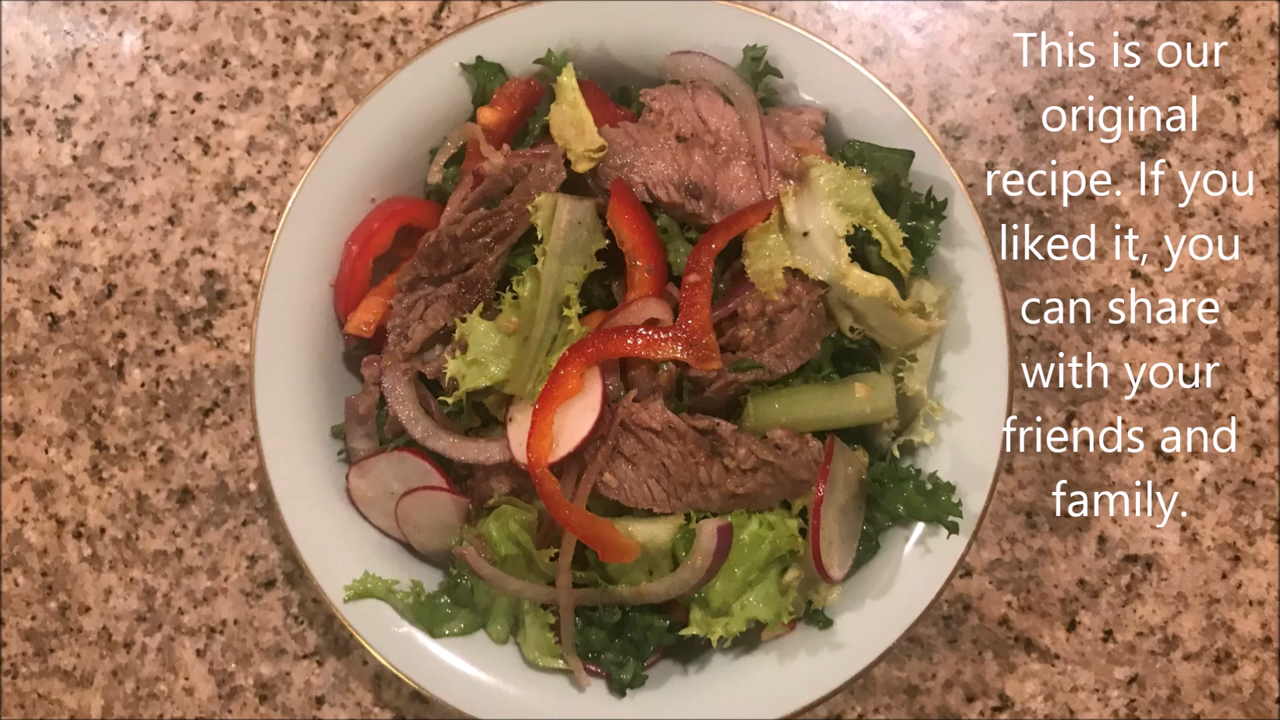 This is our
original
recipe. If you
liked it, you
can share
with your
friends and
family.